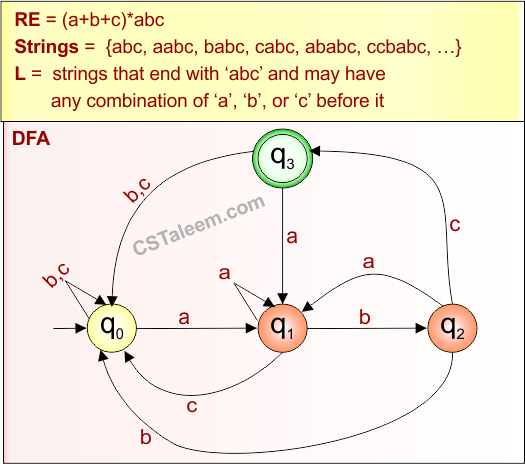 RE = (a+b+c)*abc
Strings = {abc, aabc, babc, cabc, ababc, ccbabc, …}
L = strings that end with ‘abc’ and may have
any combination of ‘a’, ‘b’, or ‘c’ before it
DFA
q3
b,c
CSTaleem.com
a
c
b,c
a
a
q0
a
q1
b
q2
c
b